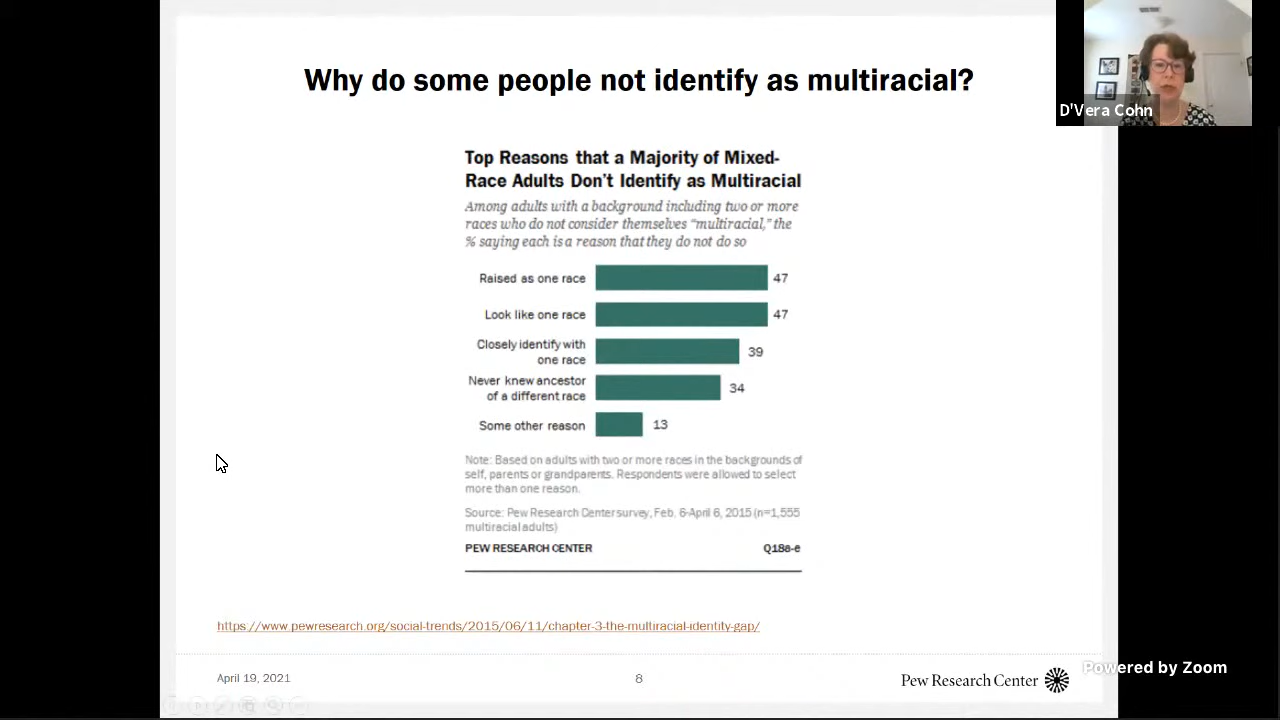 Why do some people not identify as multiracial?
D'Vera Cohn
Top Reasons that a Majority of Mixed-
Race Adults Don't Identify as Multiracial
Among adults with a background including two or more
races who do not consider themselves “multiracial,” the
% saying each is a reason that they do not do so
Raised as one race 47
Look like one race 47
Closely identify with
one race 39
Never knew ancestor
of a different race 34
Some other reason 13
Note: Based on adults with two or more races in the backgrounds of
self, parents or grandparents. Respondents were allowed to select
more than one reason.
Source: Pew Research Center survey, Feb. 6-April 6, 2015 (n=1,555
multiracial adults)
PEW RESEARCH CENTER Q18a-e
https://www.pewresearch.org/social-trends/2015/06/11/chapter-3-the-multiracial-identity-gap/
April 19, 2021 8 Pew Research Center
Powered by Zoom